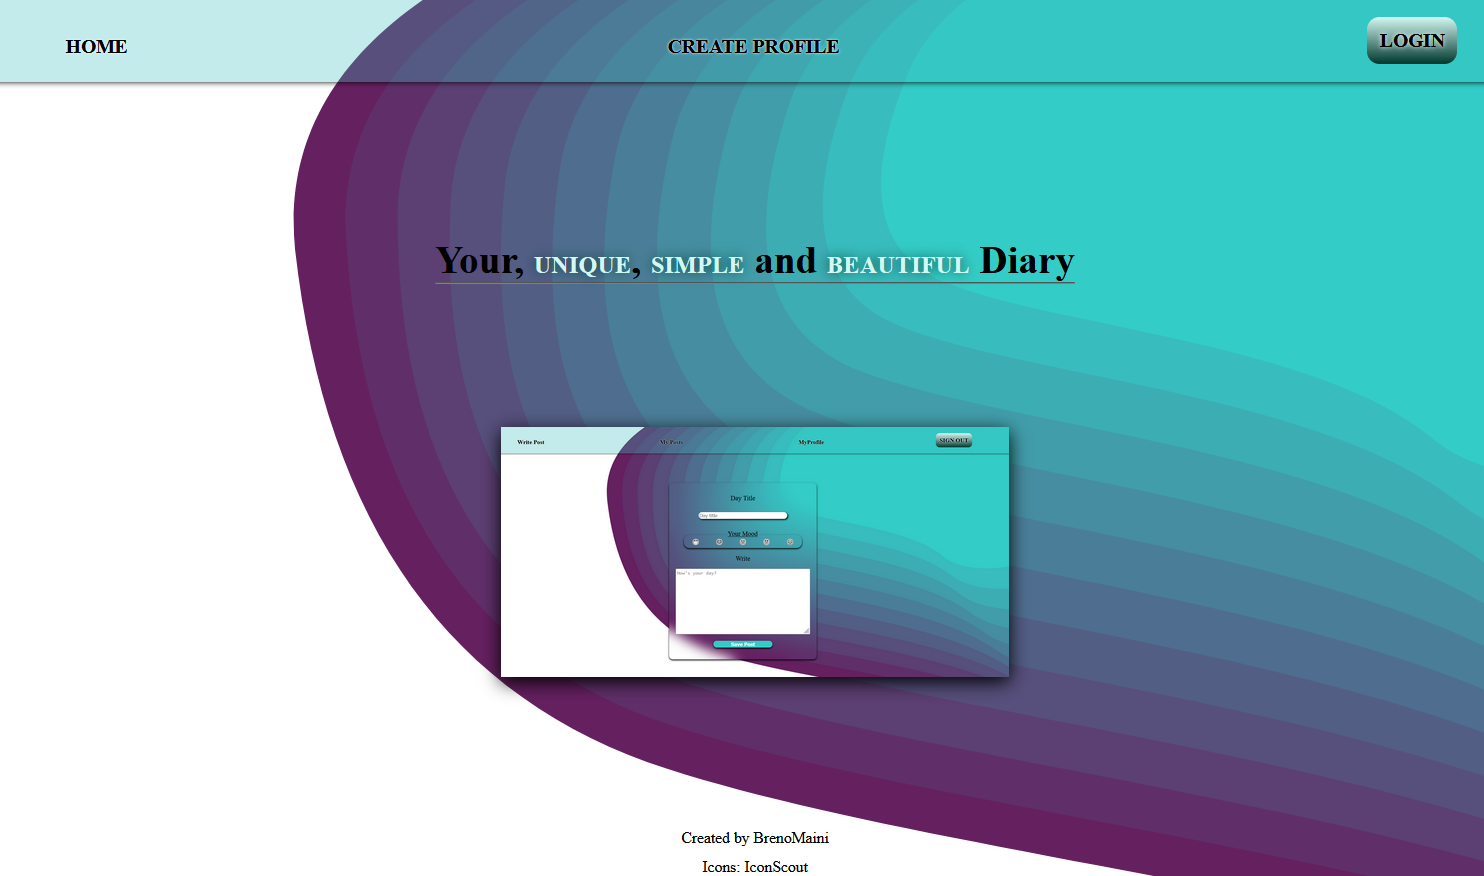 HOME CREATE PROFILE LOGIN
Your, UNIQUE, SIMPLE and BEAUTIFUL Diary
Write Post My Posts MyProfile SIGN OUT
Day Title
Day title
Your Mood
Write
How's your day?
Save Post
Created by BrenoMaini
Icons: IconScout